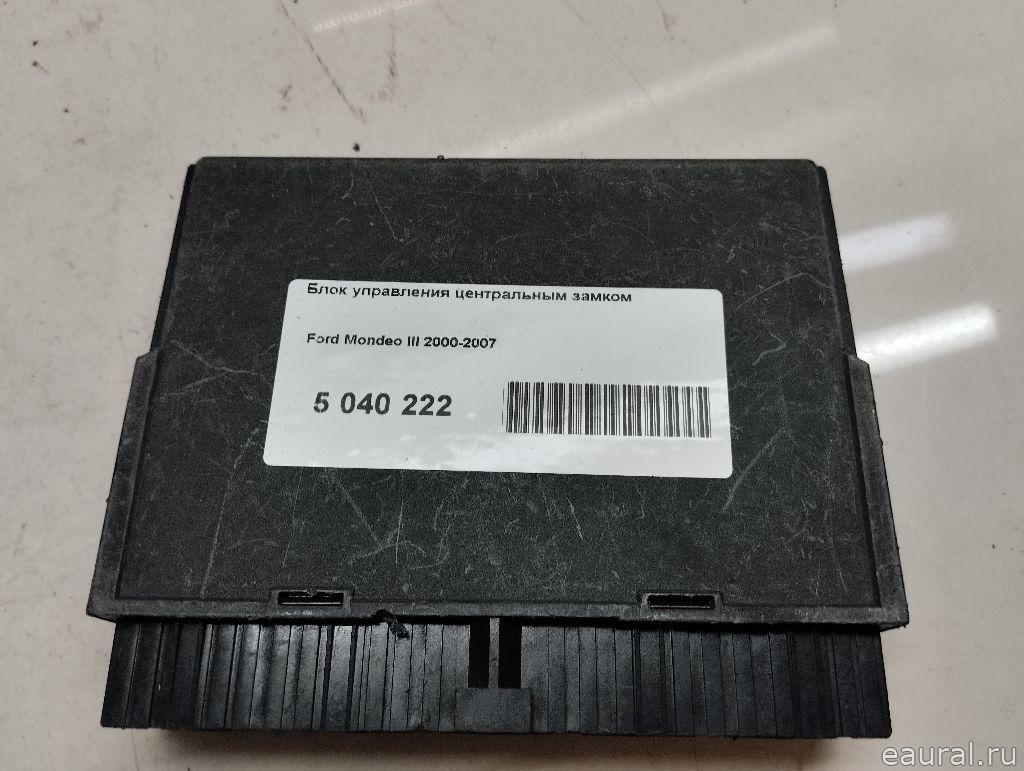 Блок управления центральным замком
Ford Mondeo III 2000-2007
5 040 222
eaural.ru